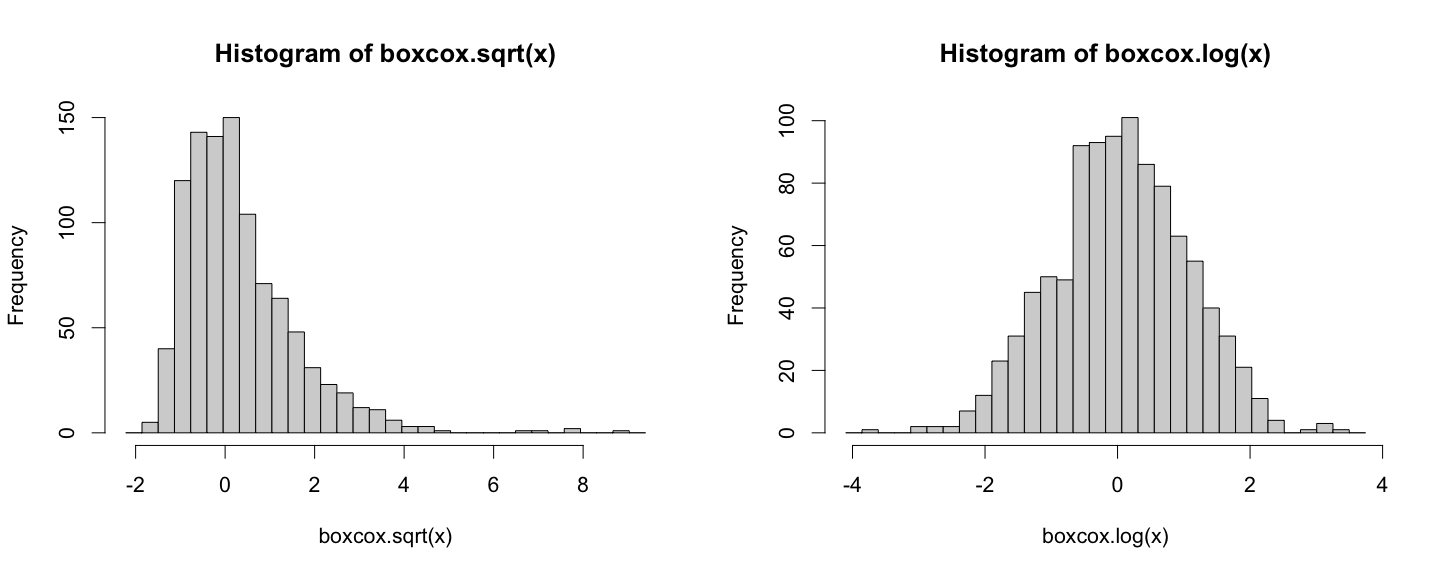 Histogram of boxcox.sqrt(x)
Frequency
150
100
50
0
-2 0 2 4 6 8
boxcox.sqrt(x)
Histogram of boxcox.log(x)
Frequency
100
80
60
40
20
0
-4 -2 0 2 4
boxcox.log(x)